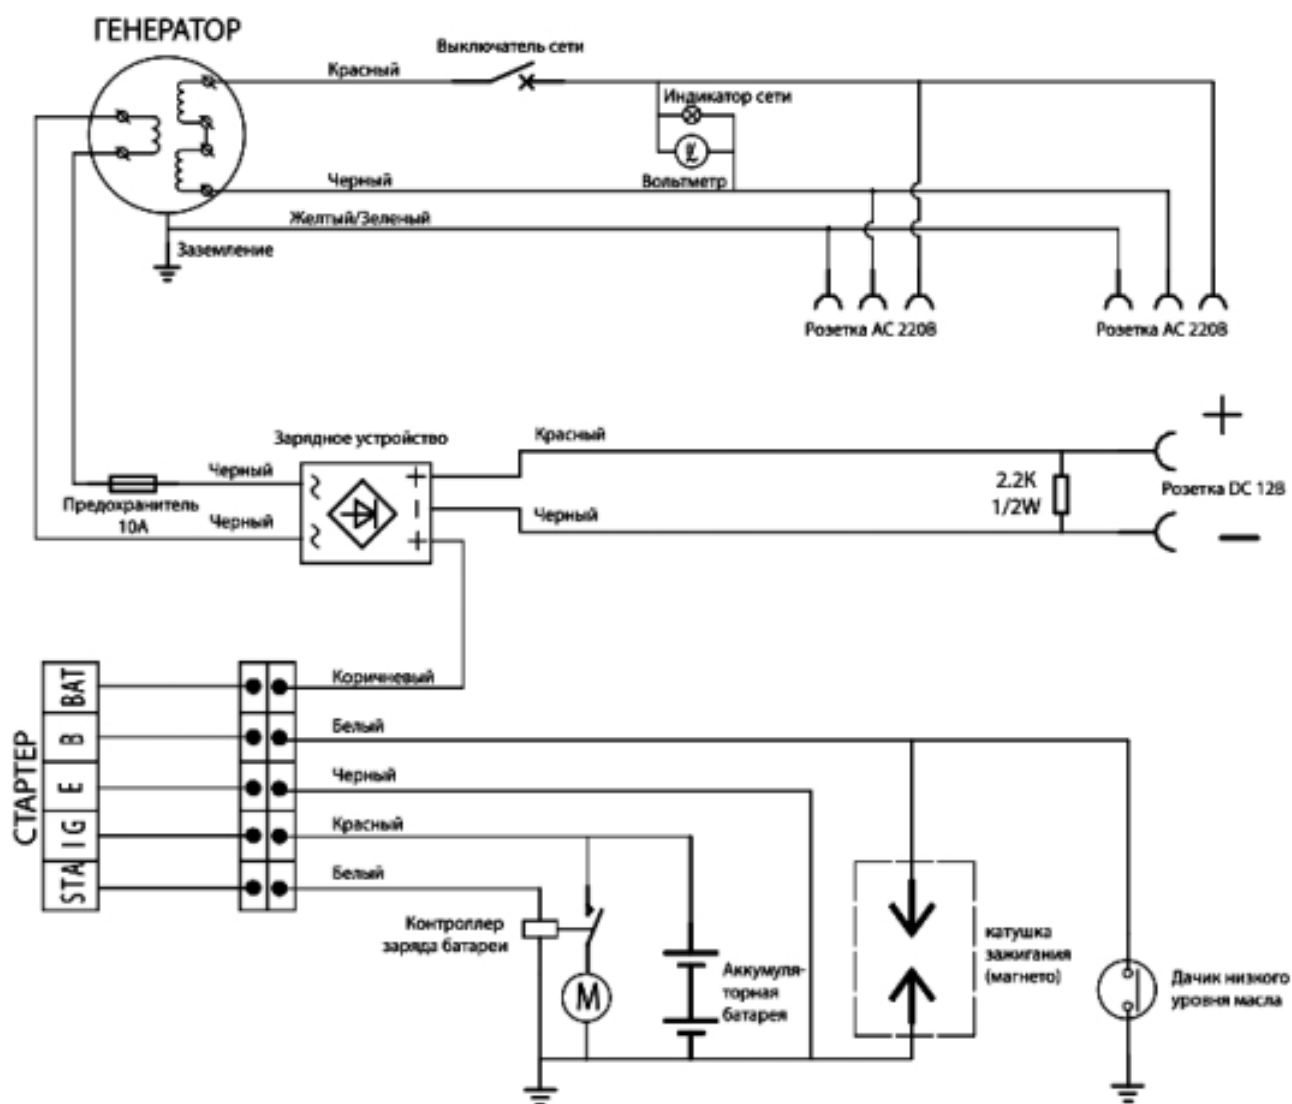 ГЕНЕРАТОР
Выключатель сети
Красный
Индикатор сети
V
Вольтметр
Черный
Желтый/Зеленый
Заземление
Розетка АС 220В
Розетка АС 220В
Зарядное устройство
Красный
+
Черный
Предохранитель
10А
Черный
~
~
+
−
+
Черный
2.2K
1/2W
Розетка DC 12В
−
СТАРТЕР
BAT
B
E
IG
STA
Коричневый
Белый
Черный
Красный
Белый
Контроллер
заряда батареи
M
Аккумуля-
торная
батарея
катушка
зажигания
(магнето)
Дачик низкого
уровня масла